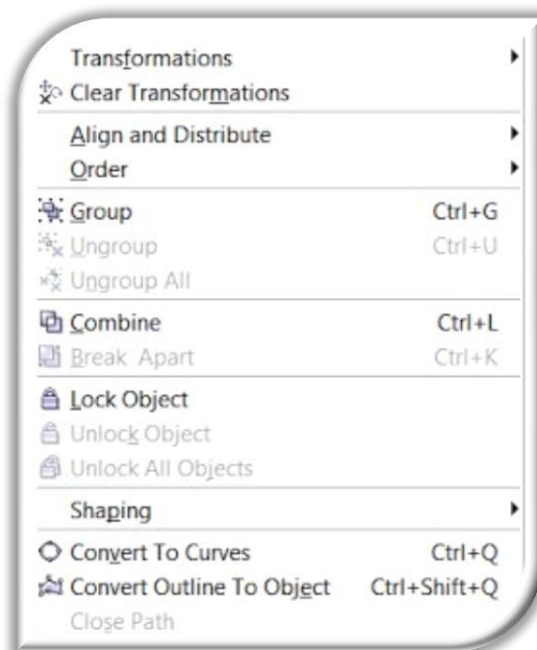 Transformations
Clear Transformations
Align and Distribute
Order
Group Ctrl+G
Ungroup Ctrl+U
Ungroup All
Combine Ctrl+L
Break Apart Ctrl+K
Lock Object
Unlock Object
Unlock All Objects
Shaping
Convert To Curves Ctrl+Q
Convert Outline To Object Ctrl+Shift+Q
Close Path